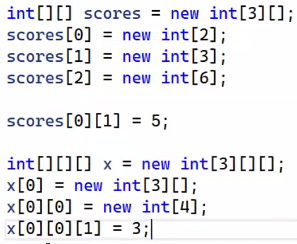 int[][] scores = new int[3][];
scores[0] = new int[2];
scores[1] = new int[3];
scores[2] = new int[6];
scores[0][1] = 5;
int[][][] x = new int[3][][];
x[0] = new int[3][];
x[0][0] = new int[4];
x[0][0][1] = 3;